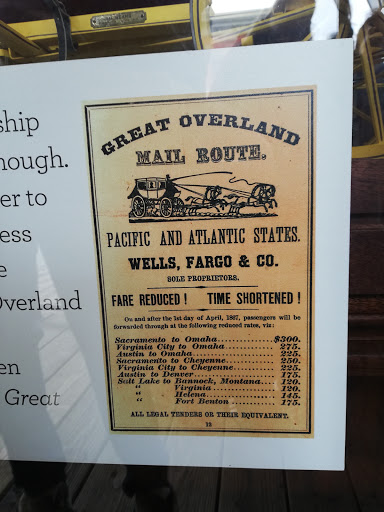 ship
nough.
er to
ess
e
Overland
en
Great
GREAT OVERLAND
MAIL ROUTE.
PACIFIC AND ATLANTIC STATES.
WELLS, FARGO & CO.
SOLE PROPRIETORS.
FARE REDUCED! TIME SHORTENED!
On and after the 1st day of April, 1867, passengers will be
forwarded through at the following reduced rates, viz:
Sacramento to Omaha..........$300.
Virginia City to Omaha.......... 275.
Austin to Omaha.......... 225.
Sacramento to Cheyenne.......... 250.
Virginia City to Cheyenne.......... 225.
Austin to Denver.......... 175.
Salt Lake to Bannock, Montana....120.
" Virginia.......... 120.
" Helena.......... 145.
" Fort Benton.......... 175.
ALL LEGAL TENDERS OR THEIR EQUIVALENT.